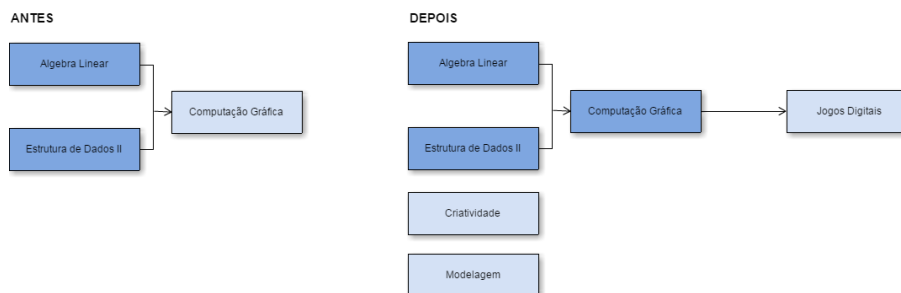 ANTES
Algebra Linear
Computação Gráfica
Estrutura de Dados II
DEPOIS
Algebra Linear
Computação Gráfica
Jogos Digitais
Estrutura de Dados II
Criatividade
Modelagem